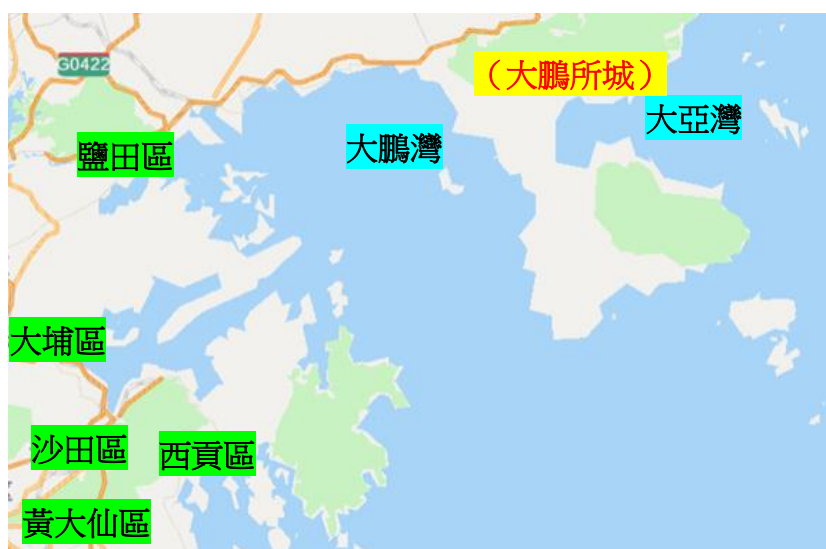 G0422
（大鵬所城）
大亞灣
大鵬灣
鹽田區
大埔區
沙田區
西貢區
黃大仙區